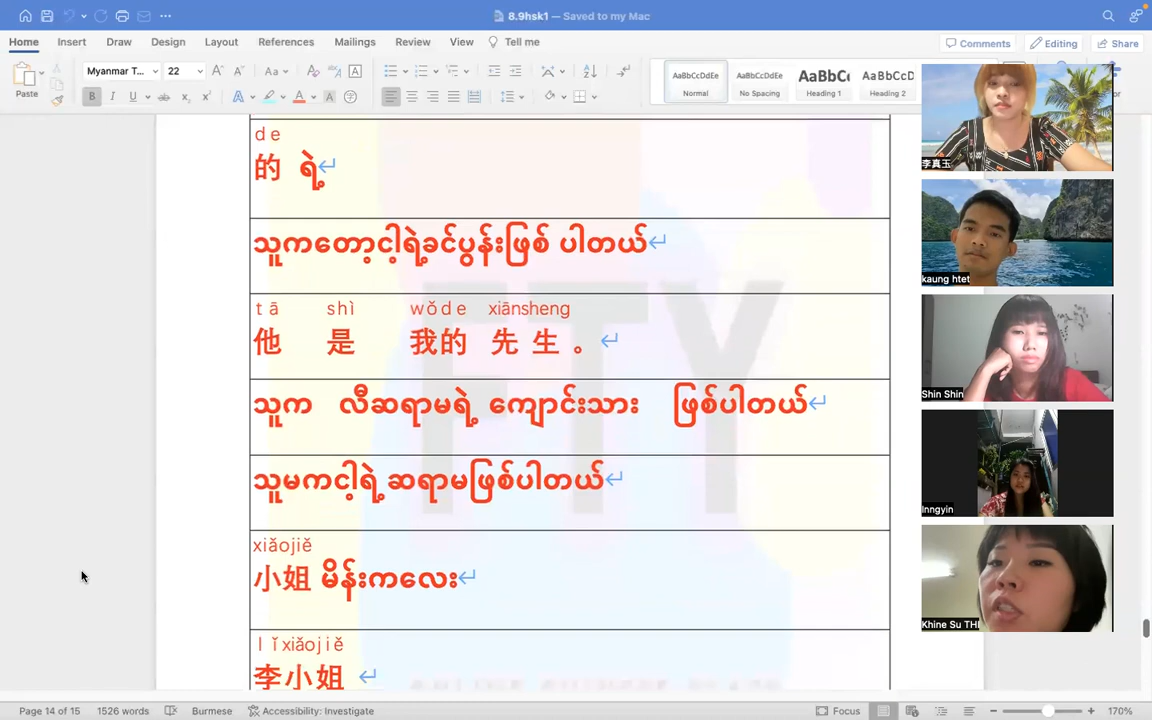 8.9hsk1 — Saved to my Mac
Home Insert Draw Design Layout References Mailings Review View Tell me
Comments Editing Share
Paste
Myanmar T... 22
AaBbCcDdEe AaBbCcDdEe AaBbCc AaBbCcD
Normal No Spacing Heading 1 Heading 2
de
的 ရဲ့
သူကတော့ငါ့ရဲ့ခင်ပွန်းဖြစ် ပါတယ်
tā shì wǒde xiānsheng
他 是 我的 先 生 。
သူက လီဆရာမရဲ့ ကျောင်းသား ဖြစ်ပါတယ်
သူမကငါ့ရဲ့ဆရာမဖြစ်ပါတယ်
xiǎojiě
小姐 မိန်းကလေး
lǐxiǎojiě
李小姐
FTY
李真玉
kaung htet
Shin Shin
Inngyin
Khine Su THI
Page 14 of 15 1526 words Burmese Accessibility: Investigate Focus 170%